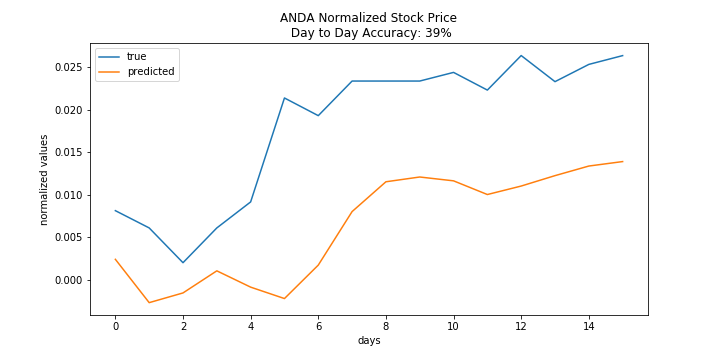 ANDA Normalized Stock Price
Day to Day Accuracy: 39%
true
predicted
normalized values
0.025
0.020
0.015
0.010
0.005
0.000
0 2 4 6 8 10 12 14
days